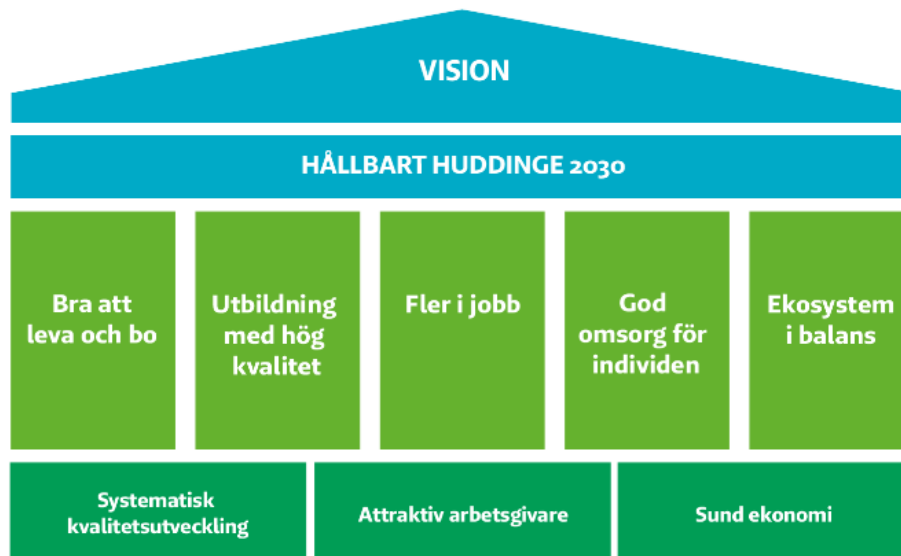 VISION
HÅLLBART HUDDINGE 2030
Bra att
leva och bo
Utbildning
med hög
kvalitet
Fler i jobb
God
omsorg för
individen
Ekosystem
i balans
Systematisk
kvalitetsutveckling
Attraktiv arbetsgivare
Sund ekonomi